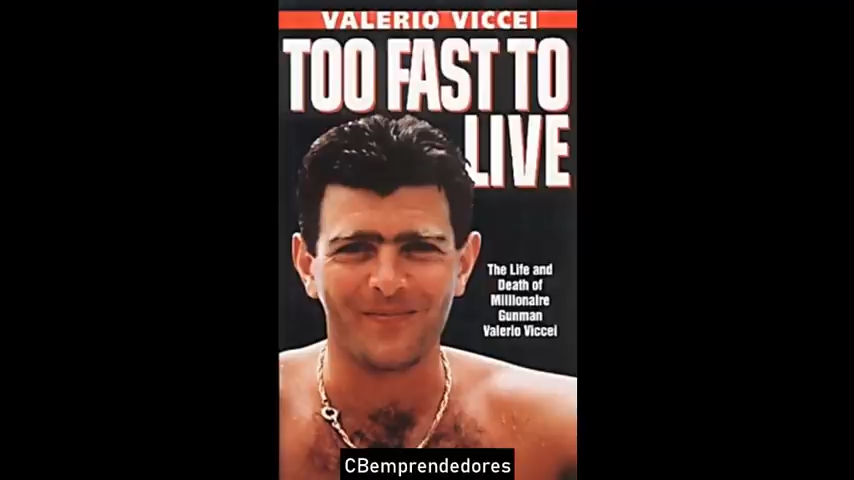 VALERIO VICCEI
TOO FAST TO
LIVE
The Life and
Death of
Millionaire
Gunman
Valerio Viccei
CBemprendedores